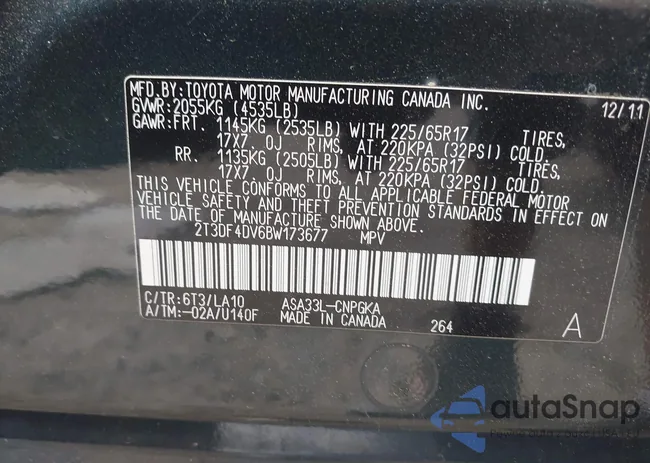 MFD.BY:TOYOTA MOTOR MANUFACTURING CANADA INC.
GVWR:2055KG (4535LB) 12/11
GAWR:FRT. 1145KG (2535LB) WITH 225/65R17 TIRES,
17X7.0J RIMS, AT 220KPA (32PSI) COLD.
RR. 1135KG (2505LB) WITH 225/65R17 TIRES,
17X7.0J RIMS, AT 220KPA (32PSI) COLD.
THIS VEHICLE CONFORMS TO ALL APPLICABLE FEDERAL MOTOR
VEHICLE SAFETY AND THEFT PREVENTION STANDARDS IN EFFECT ON
THE DATE OF MANUFACTURE SHOWN ABOVE.
2T3DF4DV6BW173677 MPV
C/TR:6T3/LA10 ASA33L-CNPGKA
A/TM:-02A/U140F MADE IN CANADA 264 A
autaSnap